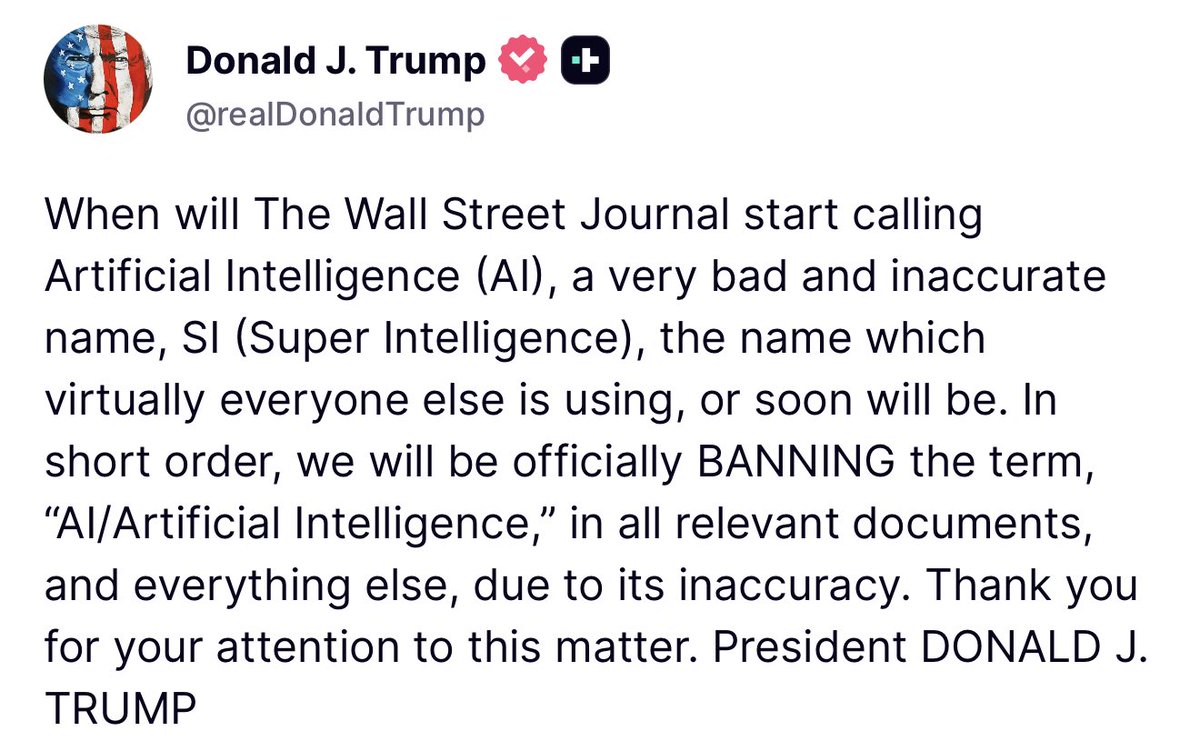 Donald J. Trump
@realDonaldTrump
When will The Wall Street Journal start calling
Artificial Intelligence (AI), a very bad and inaccurate
name, SI (Super Intelligence), the name which
virtually everyone else is using, or soon will be. In
short order, we will be officially BANNING the term,
“AI/Artificial Intelligence,” in all relevant documents,
and everything else, due to its inaccuracy. Thank you
for your attention to this matter. President DONALD J.
TRUMP